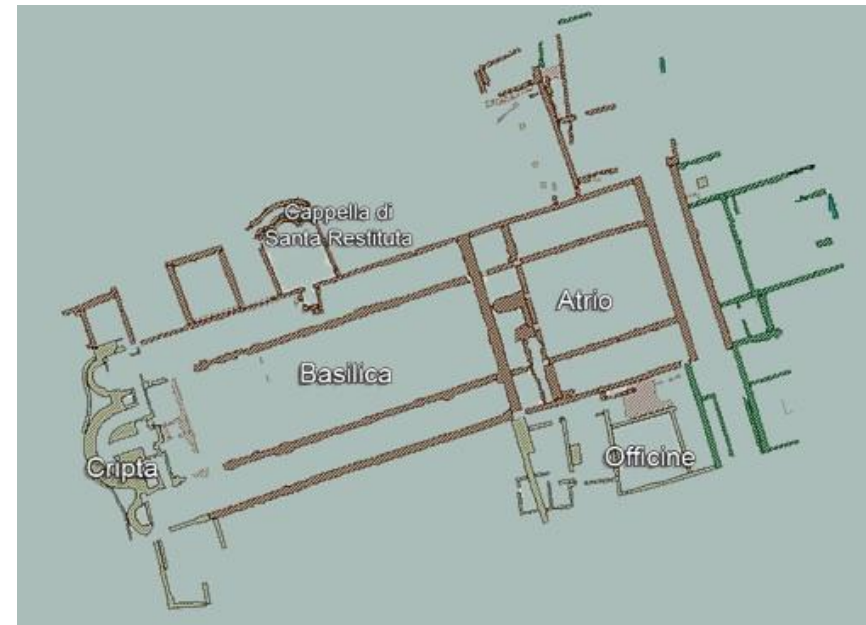 Cappella di
Santa Restituta
Atrio
Basilica
Cripta
Officine